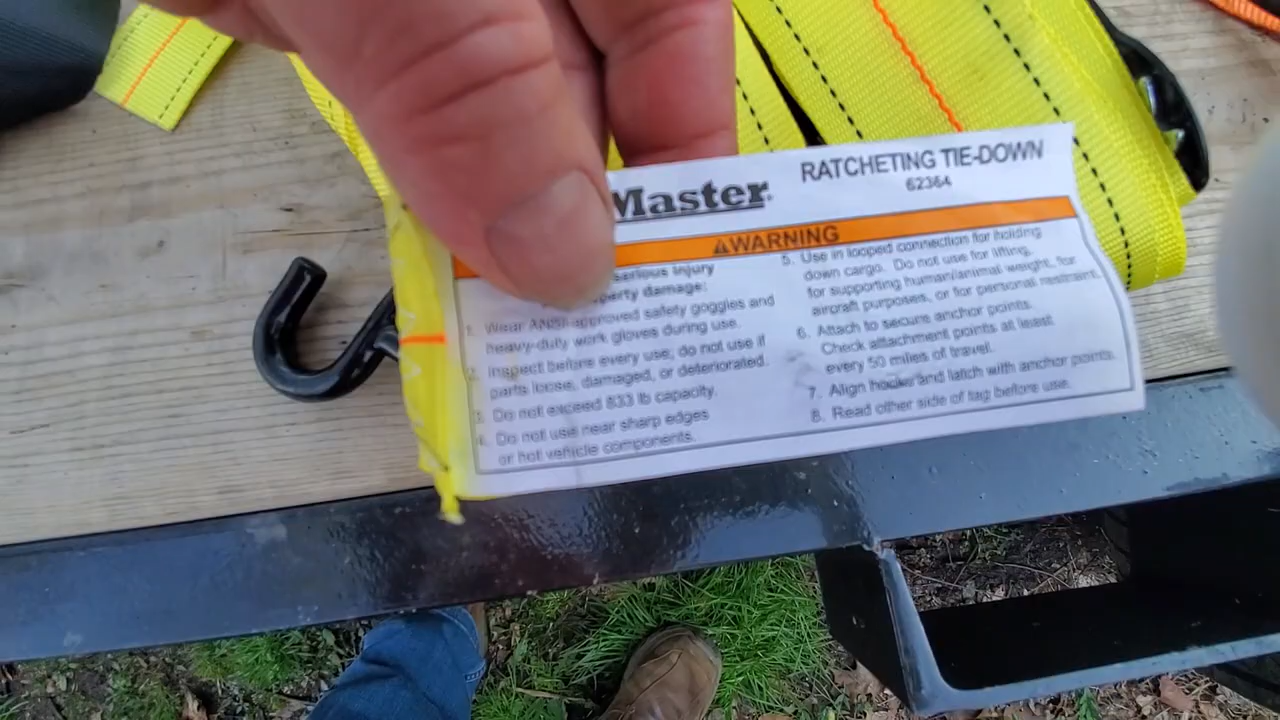 Master
RATCHETING TIE-DOWN
62364
WARNING
serious injury
property damage:
1. Wear ANSI-approved safety goggles and
heavy-duty work gloves during use.
2. Inspect before every use; do not use if
parts loose, damaged, or deteriorated.
3. Do not exceed 833 lb capacity.
4. Do not use near sharp edges
or hot vehicle components.
5. Use in looped connection for holding
down cargo. Do not use for lifting,
for supporting human/animal weight, for
aircraft purposes, or for personal restraint.
6. Attach to secure anchor points.
Check attachment points at least
every 50 miles of travel.
7. Align hooks and latch with anchor points.
8. Read other side of tag before use.